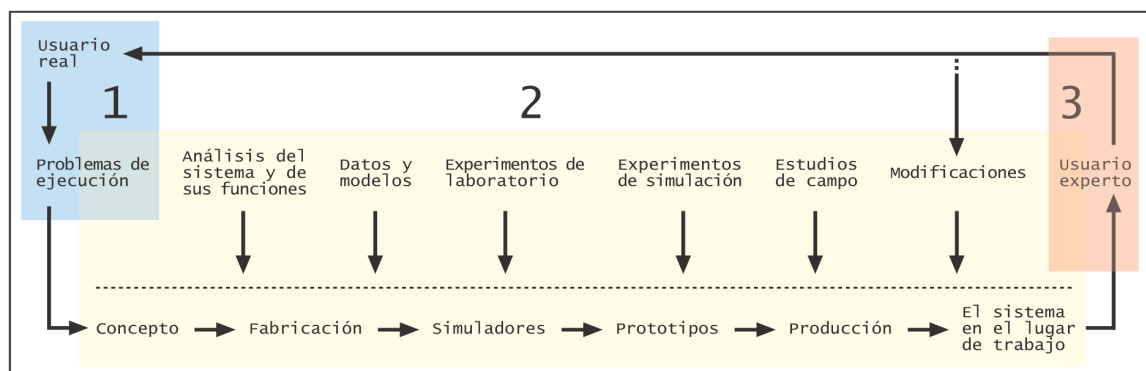 Usuario
real
1
2
3
Problemas de
ejecución
Análisis del
sistema y de
sus funciones
Datos y
modelos
Experimentos de
laboratorio
Experimentos
de simulación
Estudios
de campo
Modificaciones
Usuario
experto
Concepto
Fabricación
Simuladores
Prototipos
Producción
El sistema
en el lugar
de trabajo